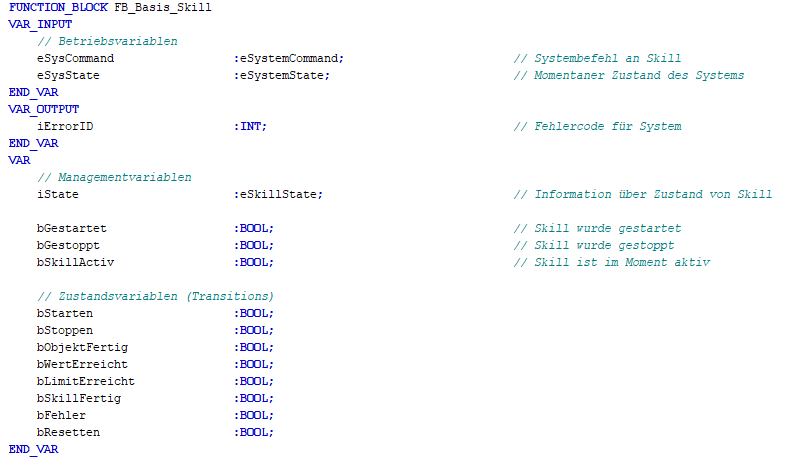 FUNCTION_BLOCK FB_Basis_Skill
VAR_INPUT
// Betriebsvariablen
eSysCommand :eSystemCommand; // Systembefehl an Skill
eSysState :eSystemState; // Momentaner Zustand des Systems
END_VAR
VAR_OUTPUT
iErrorID :INT; // Fehlercode für System
END_VAR
VAR
// Managementvariablen
iState :eSkillState; // Information über Zustand von Skill
bGestartet :BOOL; // Skill wurde gestartet
bGestoppt :BOOL; // Skill wurde gestoppt
bSkillActiv :BOOL; // Skill ist im Moment aktiv
// Zustandsvariablen (Transitions)
bStarten :BOOL;
bStoppen :BOOL;
bObjektFertig :BOOL;
bWertErreicht :BOOL;
bLimitErreicht :BOOL;
bSkillFertig :BOOL;
bFehler :BOOL;
bResetten :BOOL;
END_VAR